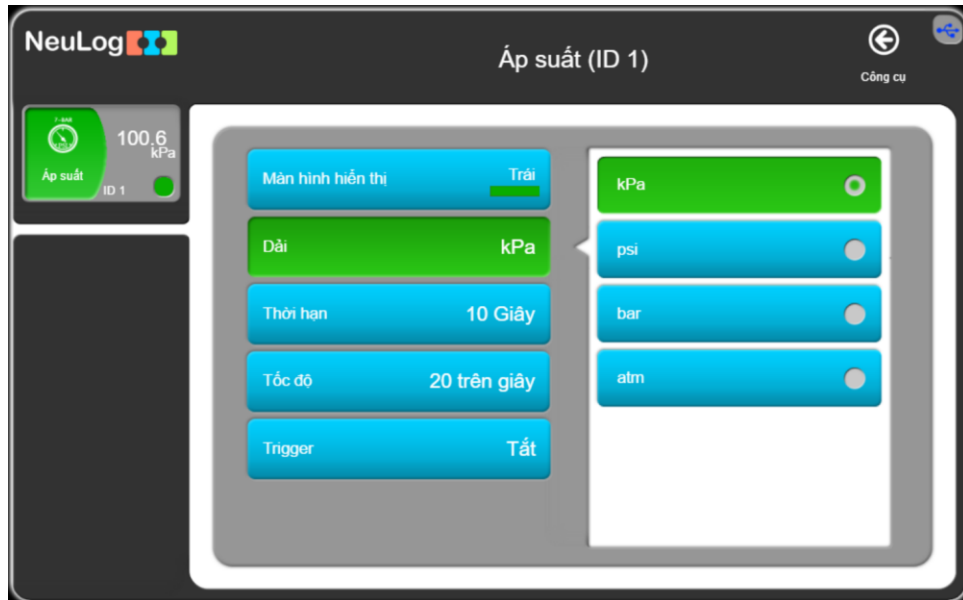 NeuLog
Áp suất (ID 1)
Công cụ
100.6
kPa
Áp suất
ID 1
Màn hình hiển thị Trái
Dải kPa
Thời hạn 10 Giây
Tốc độ 20 trên giây
Trigger Tắt
kPa
psi
bar
atm